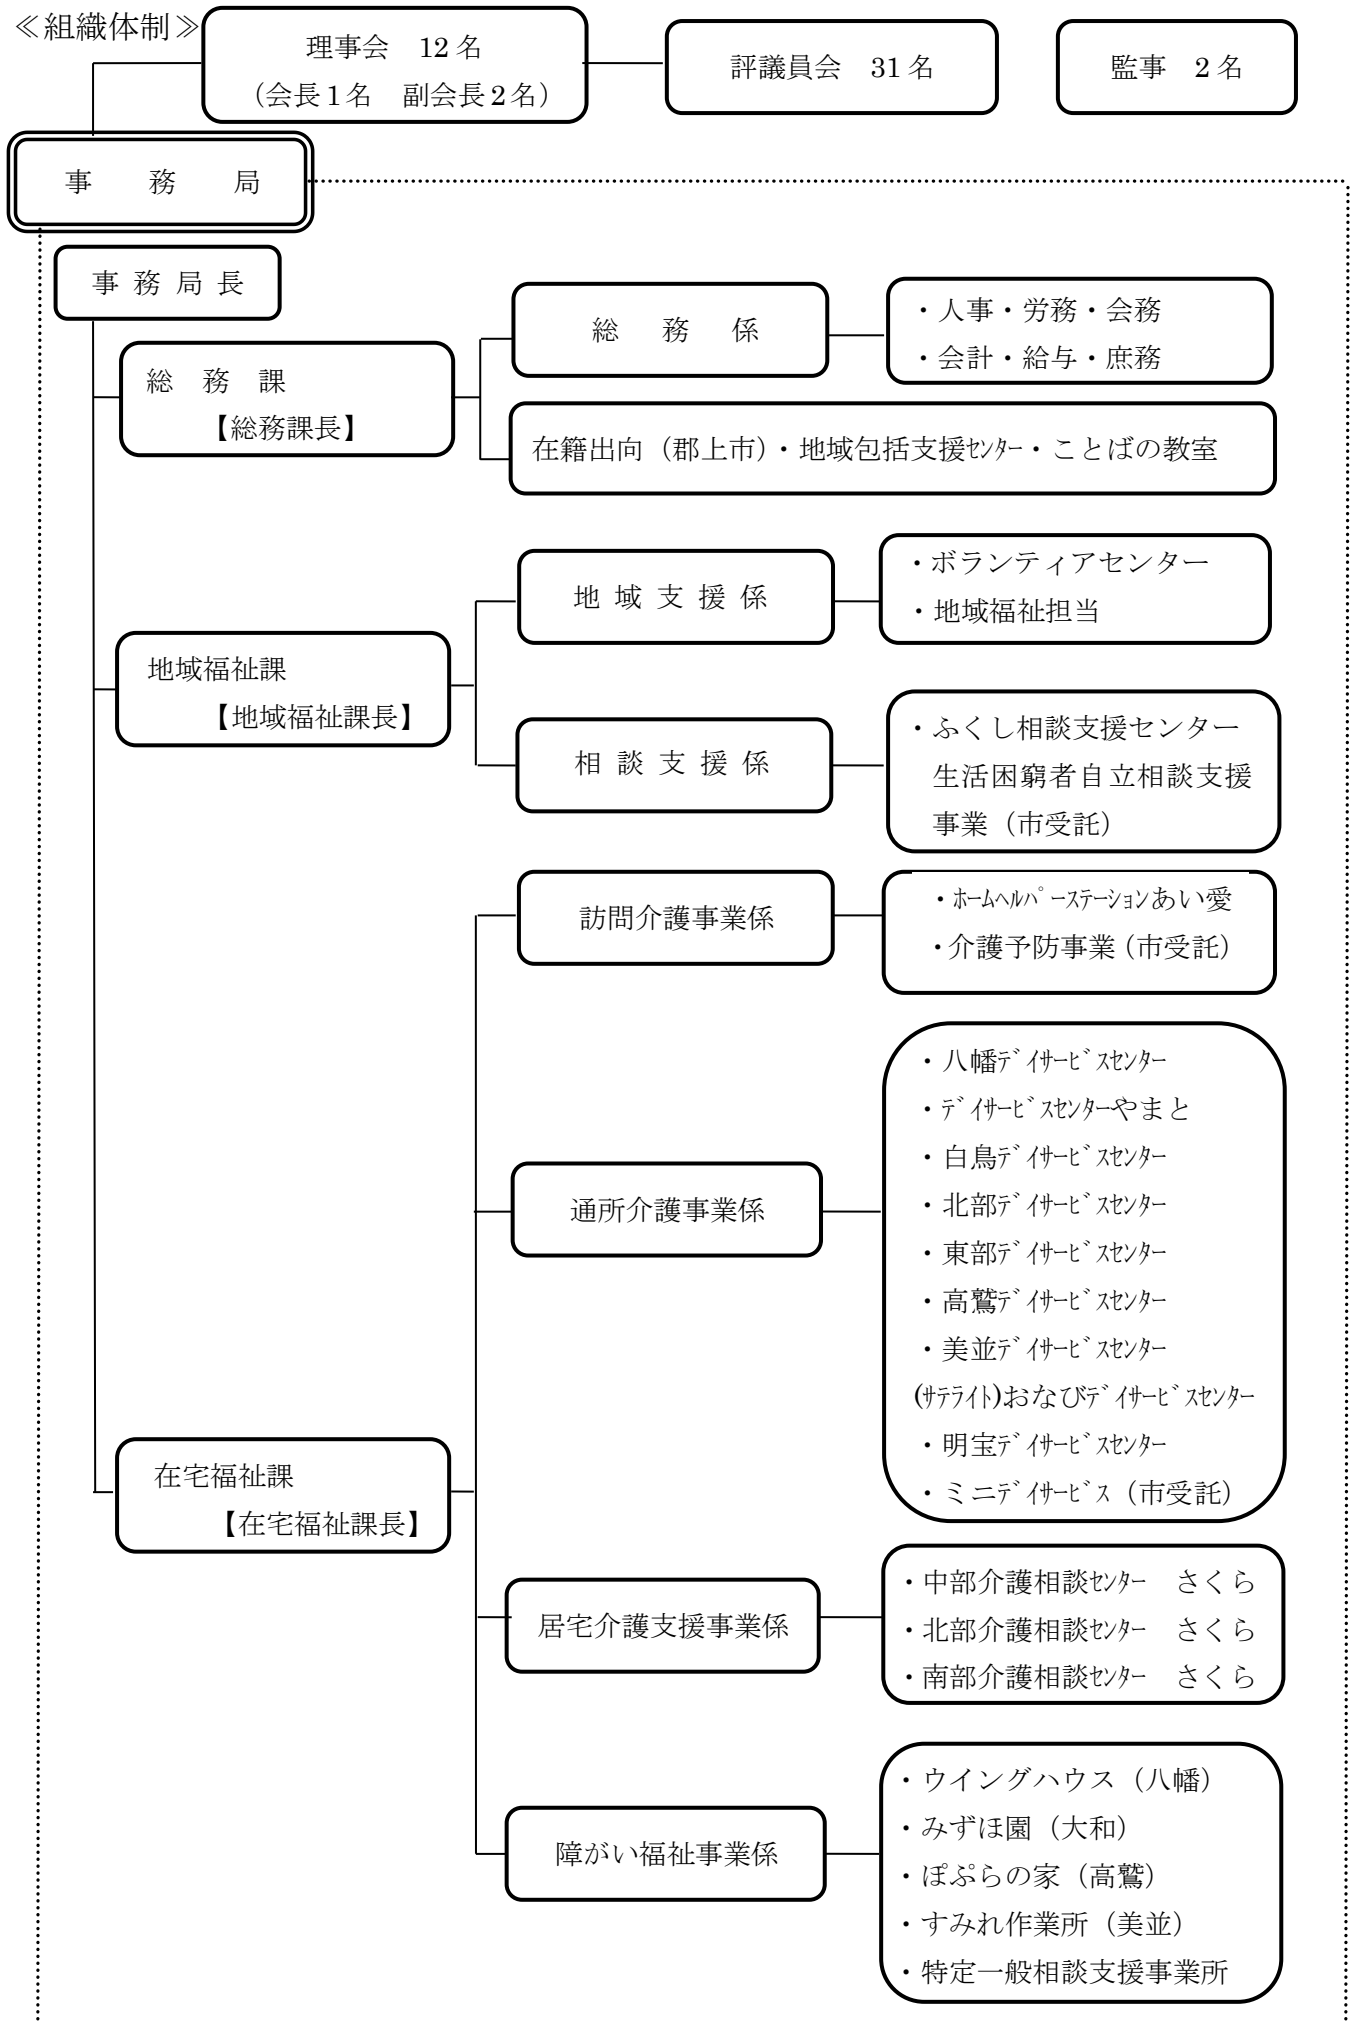 ≪組織体制≫
理事会　12名
（会長1名　副会長2名）
評議員会　31名
監事　2名
事　務　局
事務局長
総　務　課
【総務課長】
総　務　係
・人事・労務・会務
・会計・給与・庶務
在籍出向（郡上市）・地域包括支援ｾﾝﾀｰ・ことばの教室
地域福祉課
【地域福祉課長】
地域支援係
・ボランティアセンター
・地域福祉担当
相談支援係
・ふくし相談支援センター
生活困窮者自立相談支援
事業（市受託）
在宅福祉課
【在宅福祉課長】
訪問介護事業係
・ﾎｰﾑﾍﾙﾊﾟｰｽﾃｰｼｮﾝあい愛
・介護予防事業（市受託）
通所介護事業係
・八幡ﾃﾞｲｻｰﾋﾞｽｾﾝﾀｰ
・ﾃﾞｲｻｰﾋﾞｽｾﾝﾀｰやまと
・白鳥ﾃﾞｲｻｰﾋﾞｽｾﾝﾀｰ
・北部ﾃﾞｲｻｰﾋﾞｽｾﾝﾀｰ
・東部ﾃﾞｲｻｰﾋﾞｽｾﾝﾀｰ
・高鷲ﾃﾞｲｻｰﾋﾞｽｾﾝﾀｰ
・美並ﾃﾞｲｻｰﾋﾞｽｾﾝﾀｰ
(ｻﾃﾗｲﾄ)おなびﾃﾞｲｻｰﾋﾞｽｾﾝﾀｰ
・明宝ﾃﾞｲｻｰﾋﾞｽｾﾝﾀｰ
・ミニﾃﾞｲｻｰﾋﾞｽ（市受託）
居宅介護支援事業係
・中部介護相談ｾﾝﾀｰ　さくら
・北部介護相談ｾﾝﾀｰ　さくら
・南部介護相談ｾﾝﾀｰ　さくら
障がい福祉事業係
・ウイングハウス（八幡）
・みずほ園（大和）
・ぽぷらの家（高鷲）
・すみれ作業所（美並）
・特定一般相談支援事業所